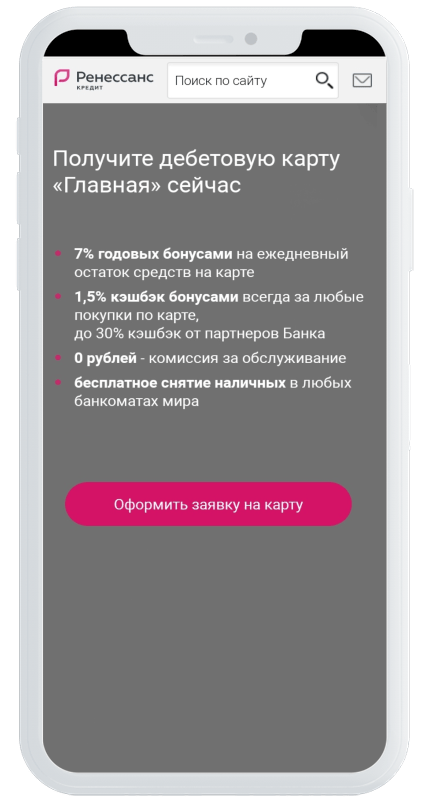 Ренессанс
КРЕДИТ
Поиск по сайту
Получите дебетовую карту
«Главная» сейчас
7% годовых бонусами на ежедневный
остаток средств на карте
1,5% кэшбэк бонусами всегда за любые
покупки по карте,
до 30% кэшбэк от партнеров Банка
0 рублей - комиссия за обслуживание
бесплатное снятие наличных в любых
банкоматах мира
Оформить заявку на карту